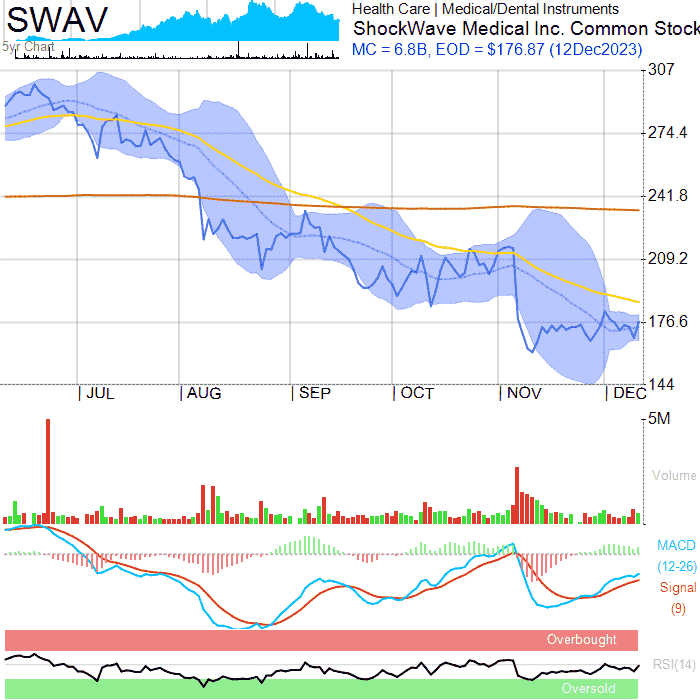 SWAV
Health Care | Medical/Dental Instruments
ShockWave Medical Inc. Common Stock
MC = 6.8B, EOD = $176.87 (12Dec2023)
5yr Chart
307
274.4
241.8
209.2
176.6
144
| JUL | AUG | SEP | OCT | NOV | DEC
5M
Volume
MACD
(12-26)
Signal
(9)
Overbought
RSI(14)
Oversold